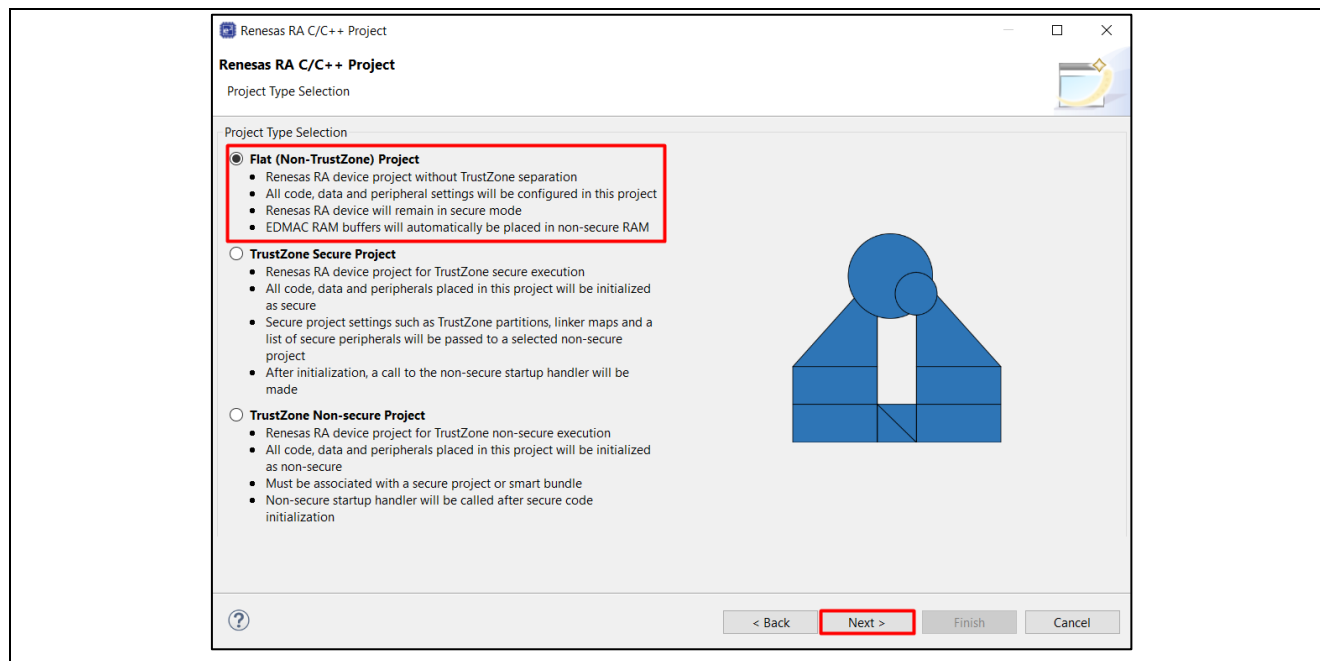 Renesas RA C/C++ Project
Renesas RA C/C++ Project
Project Type Selection
Project Type Selection
Flat (Non-TrustZone) Project
• Renesas RA device project without TrustZone separation
• All code, data and peripheral settings will be configured in this project
• Renesas RA device will remain in secure mode
• EDMAC RAM buffers will automatically be placed in non-secure RAM
TrustZone Secure Project
• Renesas RA device project for TrustZone secure execution
• All code, data and peripherals placed in this project will be initialized
as secure
• Secure project settings such as TrustZone partitions, linker maps and a
list of secure peripherals will be passed to a selected non-secure
project
• After initialization, a call to the non-secure startup handler will be
made
TrustZone Non-secure Project
• Renesas RA device project for TrustZone non-secure execution
• All code, data and peripherals placed in this project will be initialized
as non-secure
• Must be associated with a secure project or smart bundle
• Non-secure startup handler will be called after secure code
initialization
? < Back Next > Finish Cancel